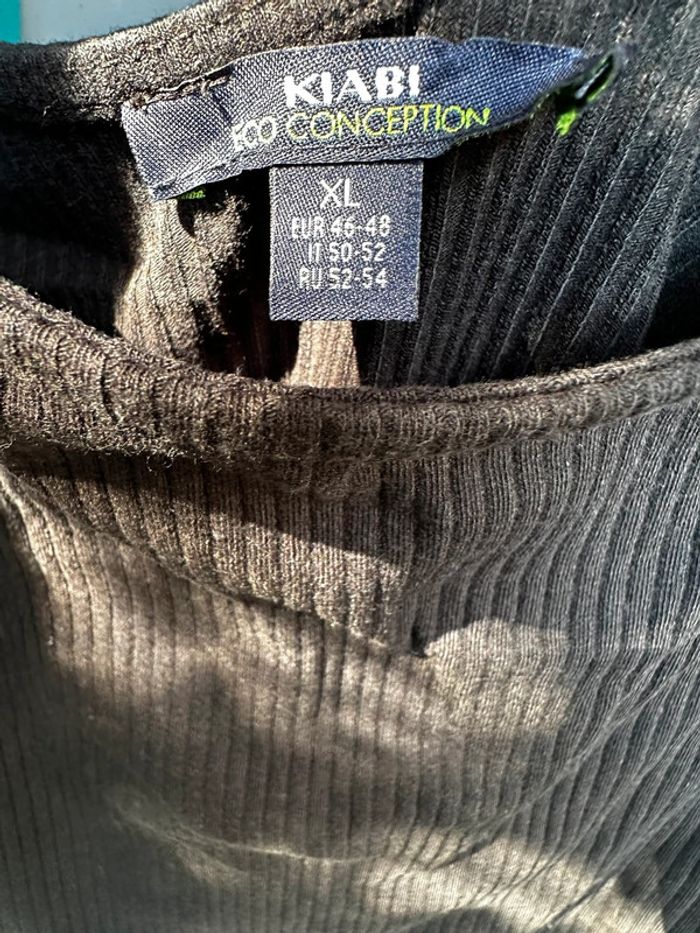 KIABI
ECO CONCEPTION
XL
EUR 46-48
IT 50-52
RU 52-54